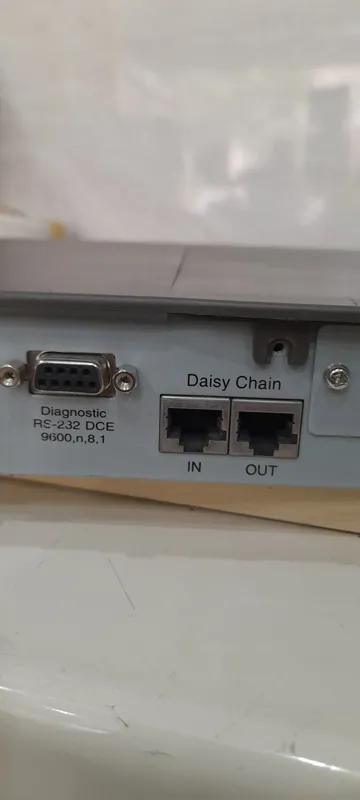 Daisy Chain
Diagnostic
RS-232 DCE
9600,n,8,1
IN
OUT